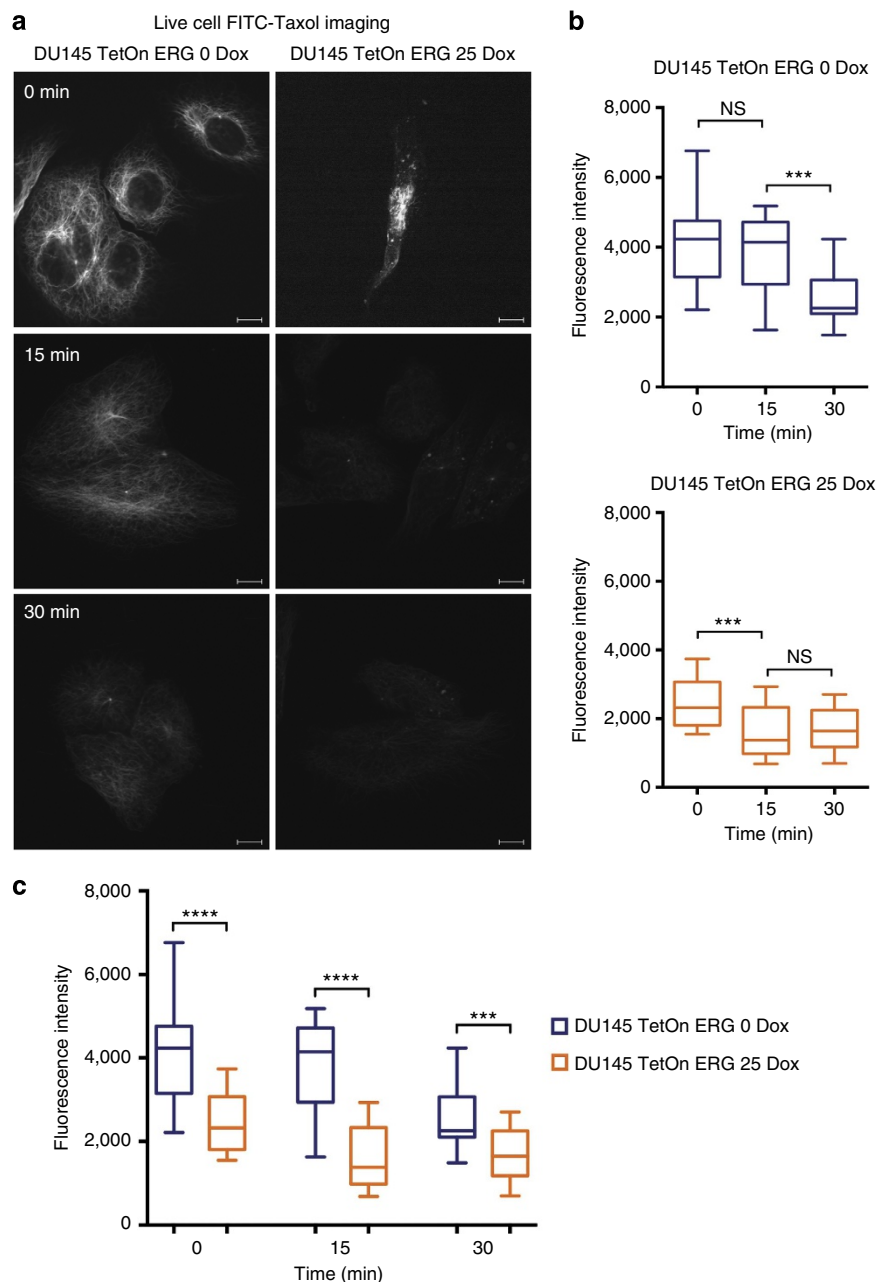 a
Live cell FITC-Taxol imaging
DU145 TetOn ERG 0 Dox
DU145 TetOn ERG 25 Dox
0 min
15 min
30 min
b
DU145 TetOn ERG 0 Dox
8,000
6,000
4,000
2,000
0
Fluorescence intensity
NS
***
0 15 30
Time (min)
DU145 TetOn ERG 25 Dox
8,000
6,000
4,000
2,000
0
Fluorescence intensity
***
NS
0 15 30
Time (min)
c
8,000
6,000
4,000
2,000
0
Fluorescence intensity
****
****
***
0 15 30
Time (min)
DU145 TetOn ERG 0 Dox
DU145 TetOn ERG 25 Dox